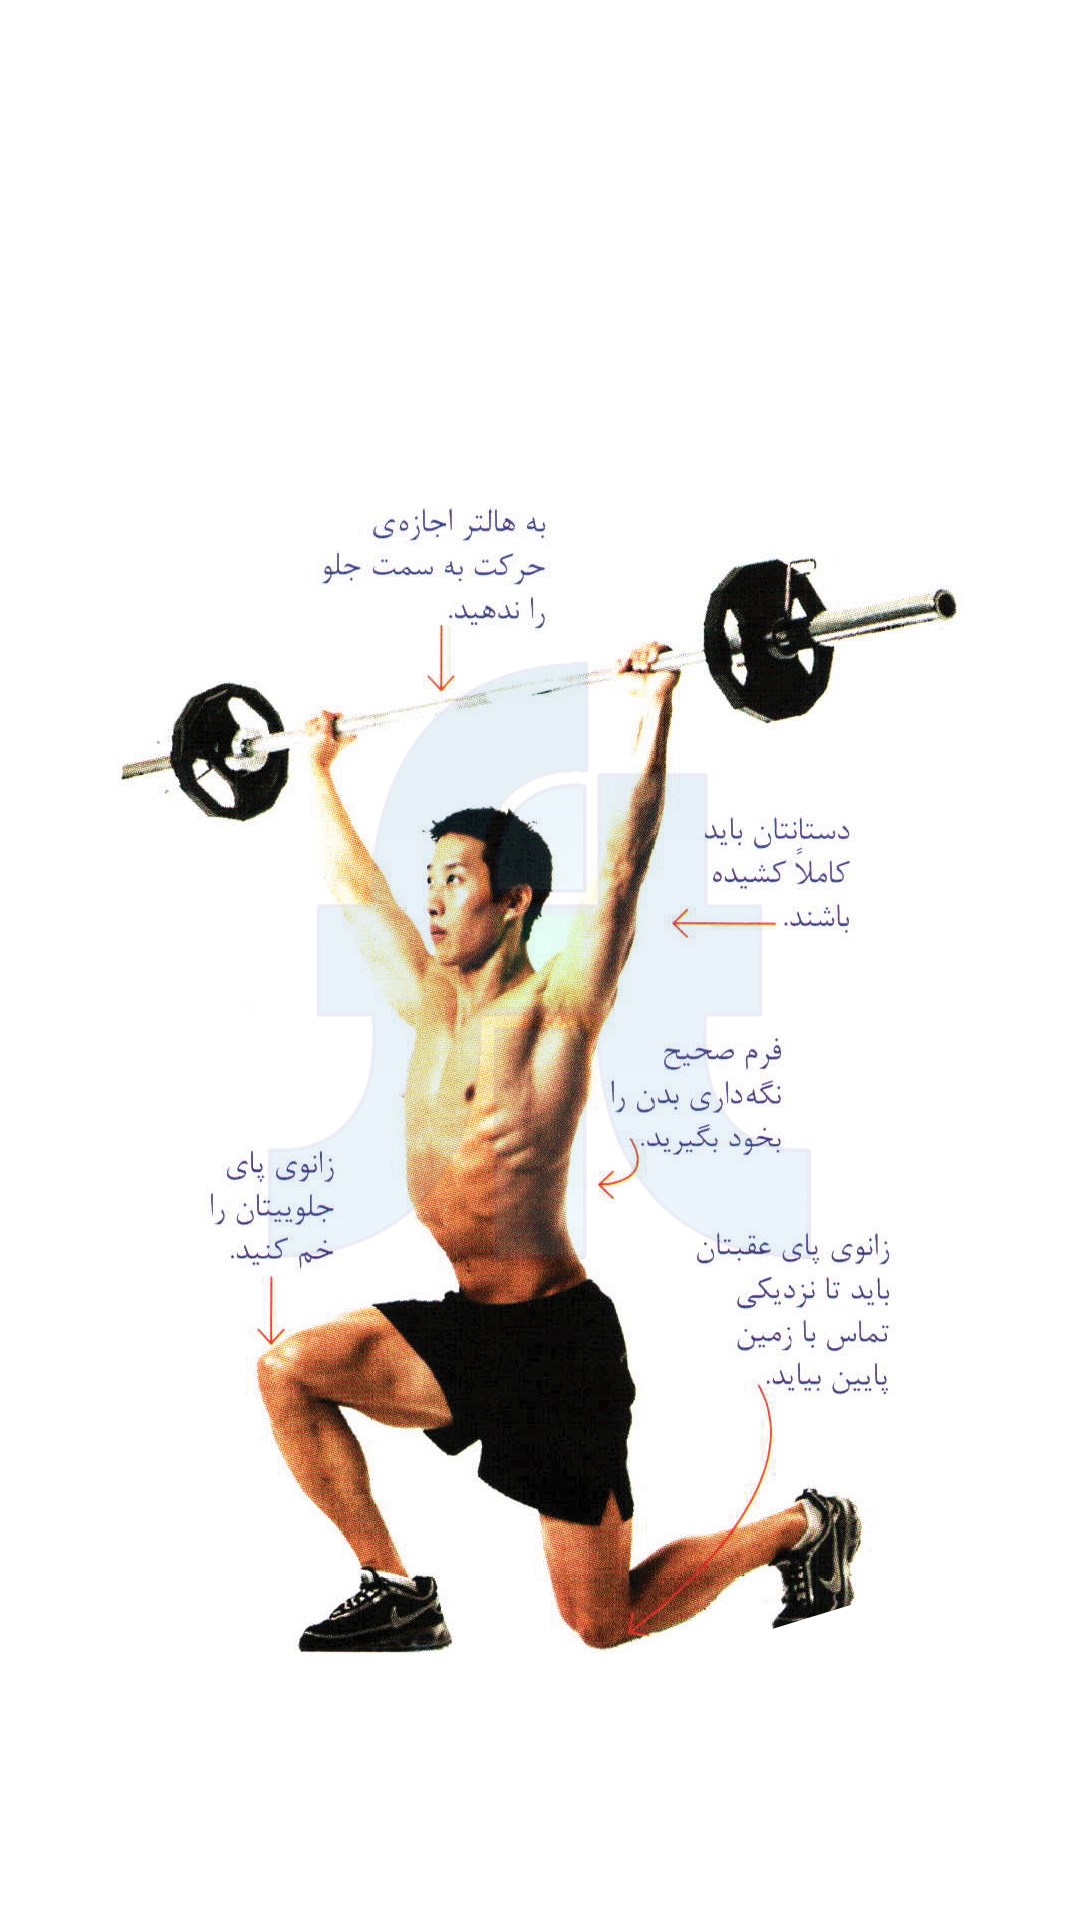 به هالتر اجازه‌ی
حرکت به سمت جلو
را ندهید.
دستانتان باید
کاملاً کشیده
باشند.
فرم صحیح
نگه‌داری بدن را
بخود بگیرید.
زانوی پای
جلوییتان را
خم کنید.
زانوی پای عقبتان
باید تا نزدیکی
تماس با زمین
پایین بیاید.
ft